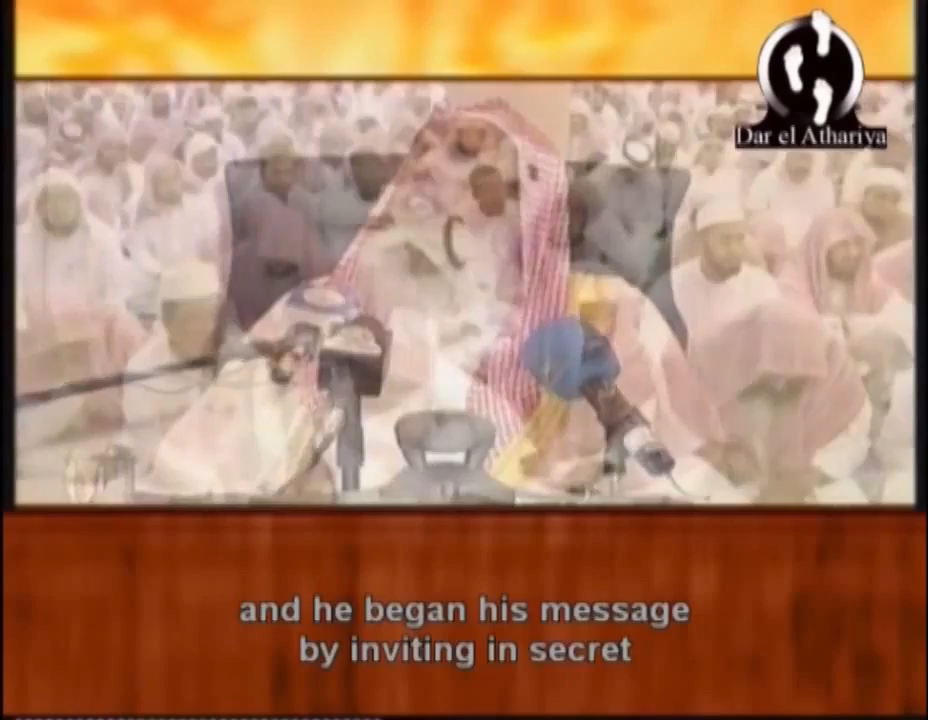 Dar el Athariya
and he began his message
by inviting in secret